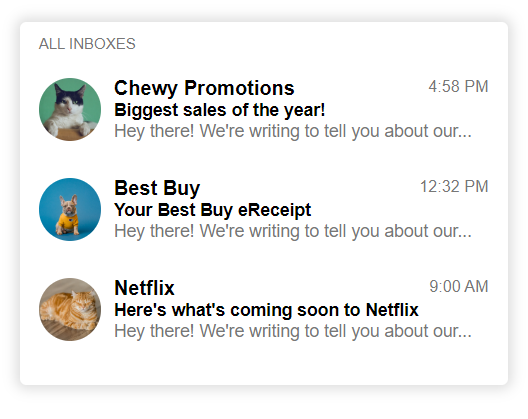 ALL INBOXES
Chewy Promotions 4:58 PM
Biggest sales of the year!
Hey there! We're writing to tell you about our...
Best Buy 12:32 PM
Your Best Buy eReceipt
Hey there! We're writing to tell you about our...
Netflix 9:00 AM
Here's what's coming soon to Netflix
Hey there! We're writing to tell you about our...